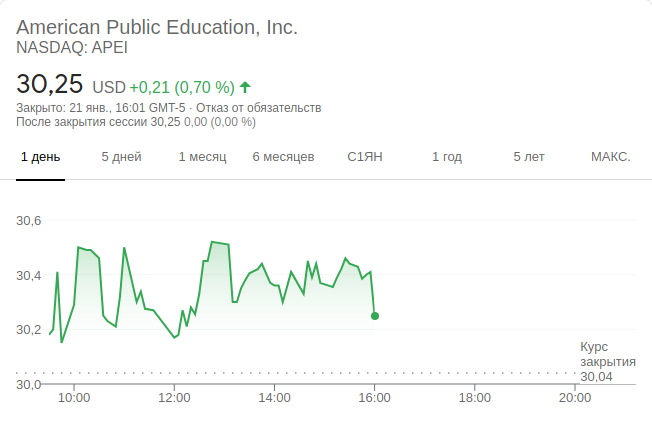 American Public Education, Inc.
NASDAQ: APEI
30,25 USD +0,21 (0,70 %)
Закрыто: 21 янв., 16:01 GMT-5 · Отказ от обязательств
После закрытия сессии 30,25 0,00 (0,00 %)
1 день 5 дней 1 месяц 6 месяцев С1ЯН 1 год 5 лет МАКС.
30,6
30,4
30,2
30,0
Курс
закрытия
30,04
10:00 12:00 14:00 16:00 18:00 20:00